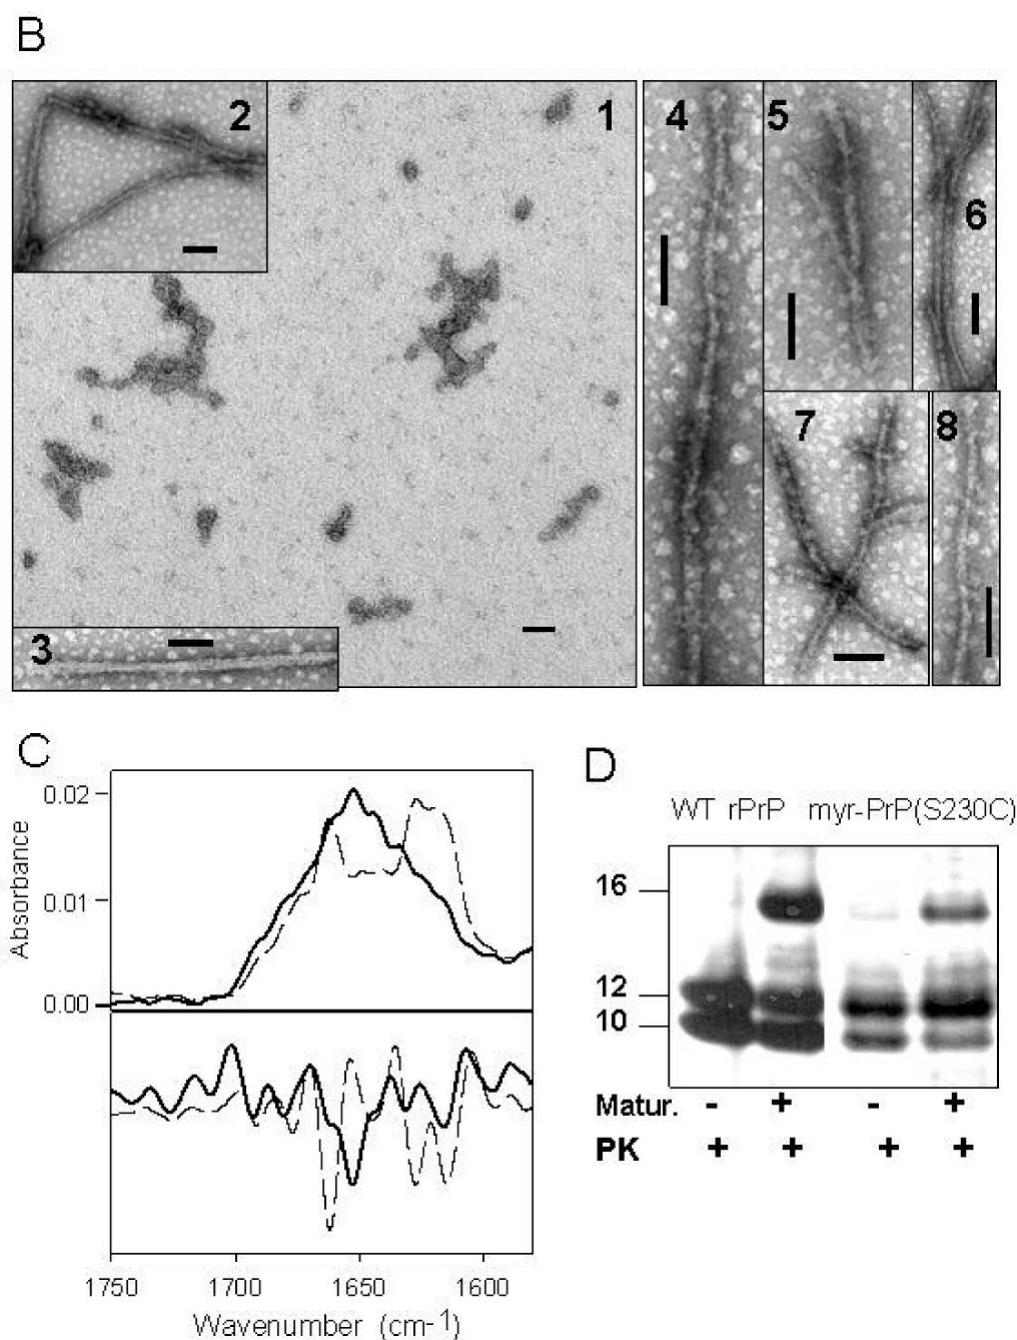 B
2
1
4
5
6
7
8
3
C
0.02
0.01
0.00
Absorbance
1750 1700 1650 1600
Wavenumber (cm-1)
D
WT rPrP myr-PrP(S230C)
16
12
10
Matur. - + - +
PK + + + +